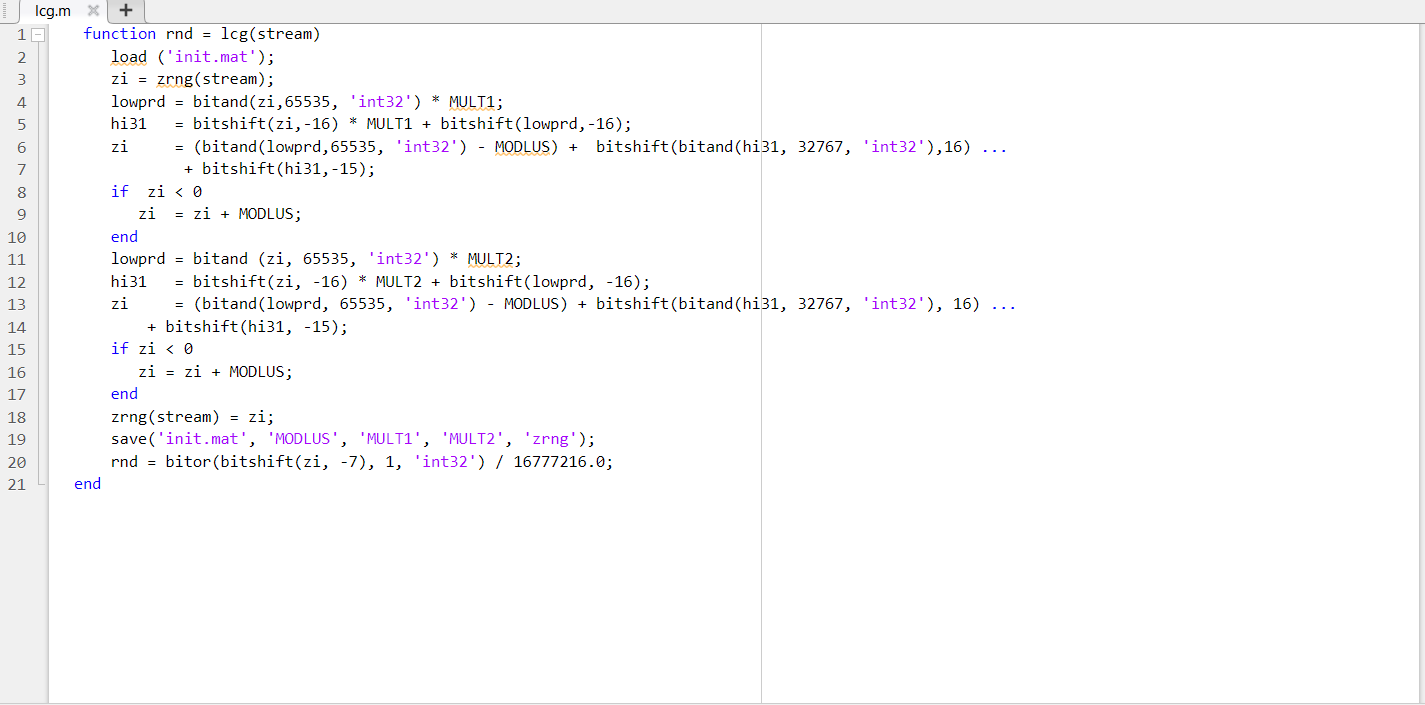 lcg.m
1 function rnd = lcg(stream)
2 load ('init.mat');
3 zi = zrng(stream);
4 lowprd = bitand(zi,65535, 'int32') * MULT1;
5 hi31   = bitshift(zi,-16) * MULT1 + bitshift(lowprd,-16);
6 zi     = (bitand(lowprd,65535, 'int32') - MODLUS) +  bitshift(bitand(hi31, 32767, 'int32'),16) ...
7 + bitshift(hi31,-15);
8 if  zi < 0
9 zi  = zi + MODLUS;
10 end
11 lowprd = bitand (zi, 65535, 'int32') * MULT2;
12 hi31   = bitshift(zi, -16) * MULT2 + bitshift(lowprd, -16);
13 zi     = (bitand(lowprd, 65535, 'int32') - MODLUS) + bitshift(bitand(hi31, 32767, 'int32'), 16) ...
14 + bitshift(hi31, -15);
15 if zi < 0
16 zi = zi + MODLUS;
17 end
18 zrng(stream) = zi;
19 save('init.mat', 'MODLUS', 'MULT1', 'MULT2', 'zrng');
20 rnd = bitor(bitshift(zi, -7), 1, 'int32') / 16777216.0;
21 end